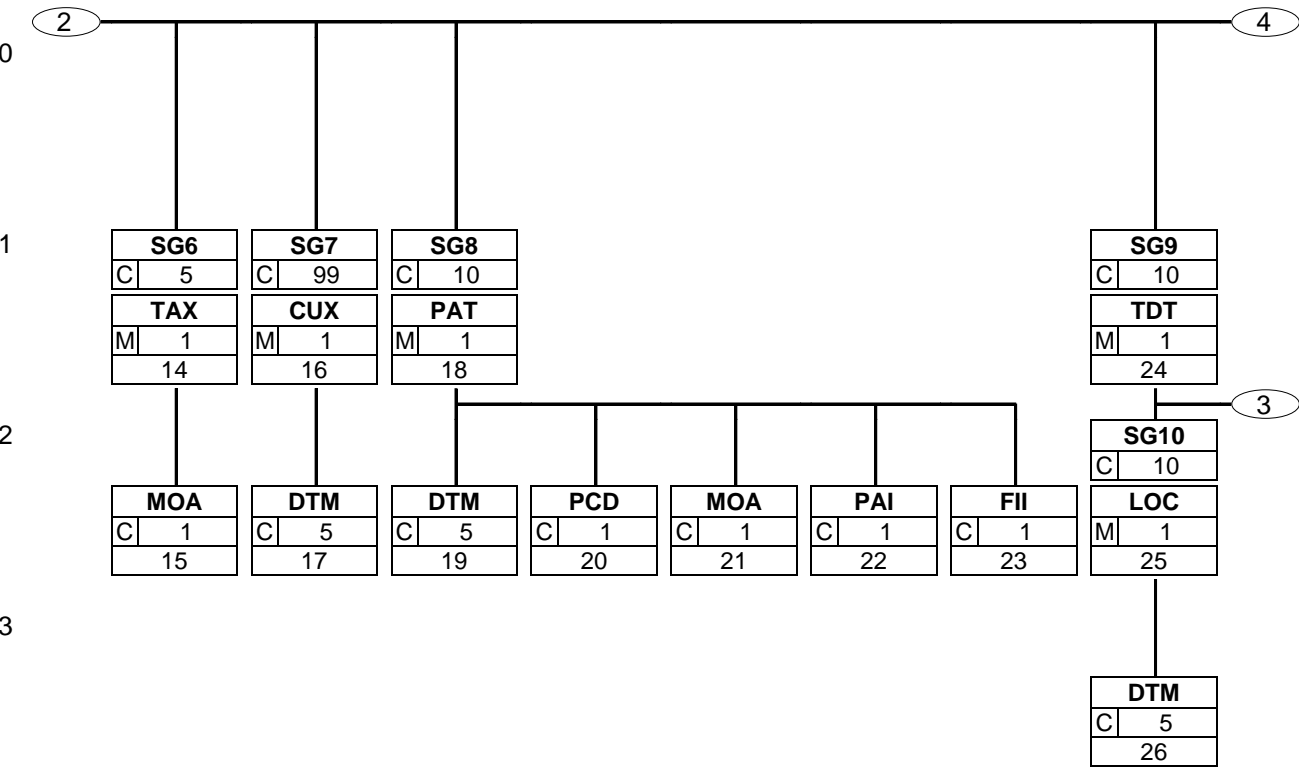 2 4
0
1 SG6 SG7 SG8 SG9
C 5 C 99 C 10 C 10
TAX CUX PAT TDT
M 1 M 1 M 1 M 1
14 16 18 24
3
2 SG10
C 10
MOA DTM DTM PCD MOA PAI FII LOC
C 1 C 5 C 5 C 1 C 1 C 1 C 1 M 1
15 17 19 20 21 22 23 25
3
DTM
C 5
26